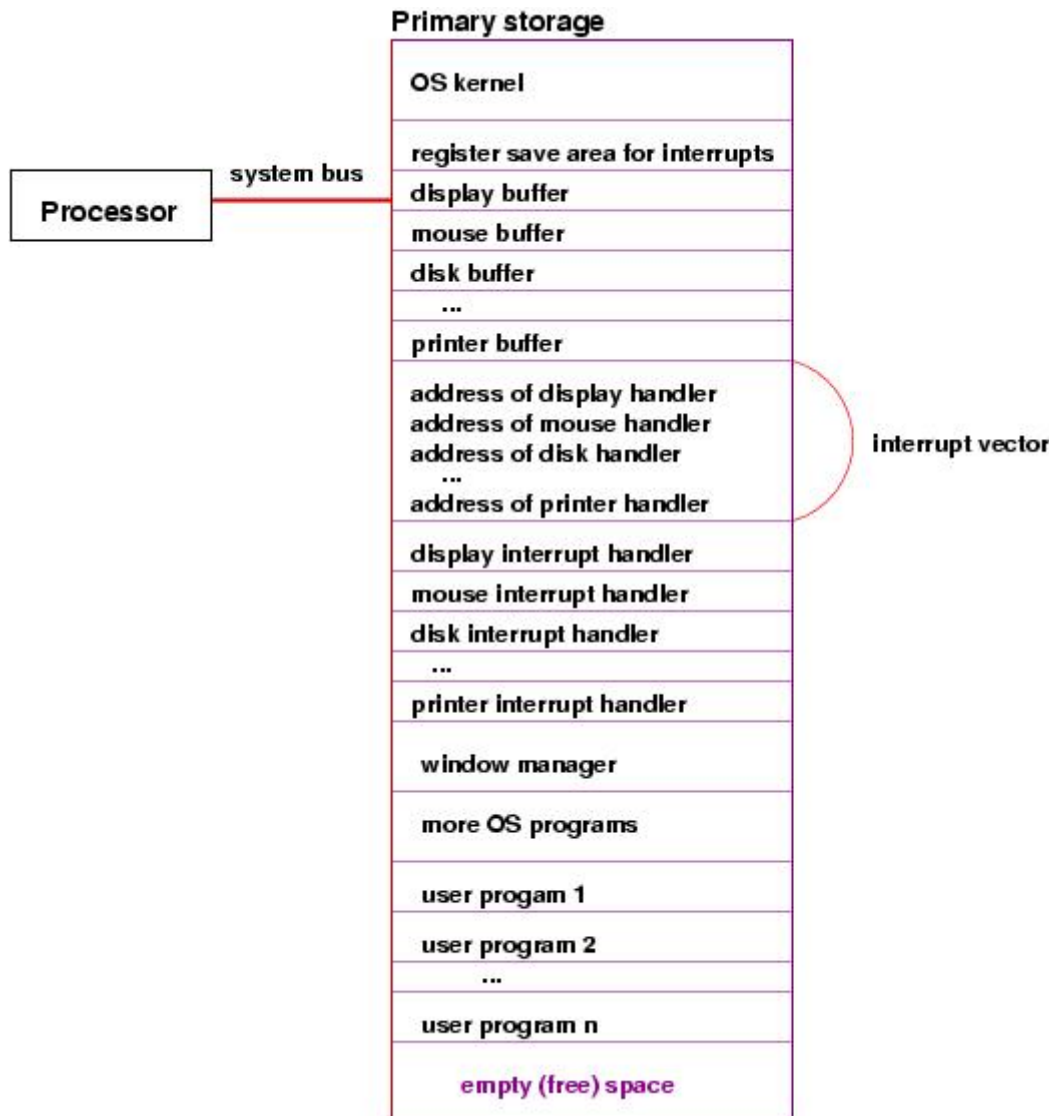 Primary storage
OS kernel
register save area for interrupts
system bus
Processor
display buffer
mouse buffer
disk buffer
...
printer buffer
address of display handler
address of mouse handler
address of disk handler
...
address of printer handler
interrupt vector
display interrupt handler
mouse interrupt handler
disk interrupt handler
...
printer interrupt handler
window manager
more OS programs
user progam 1
user program 2
...
user program n
empty (free) space